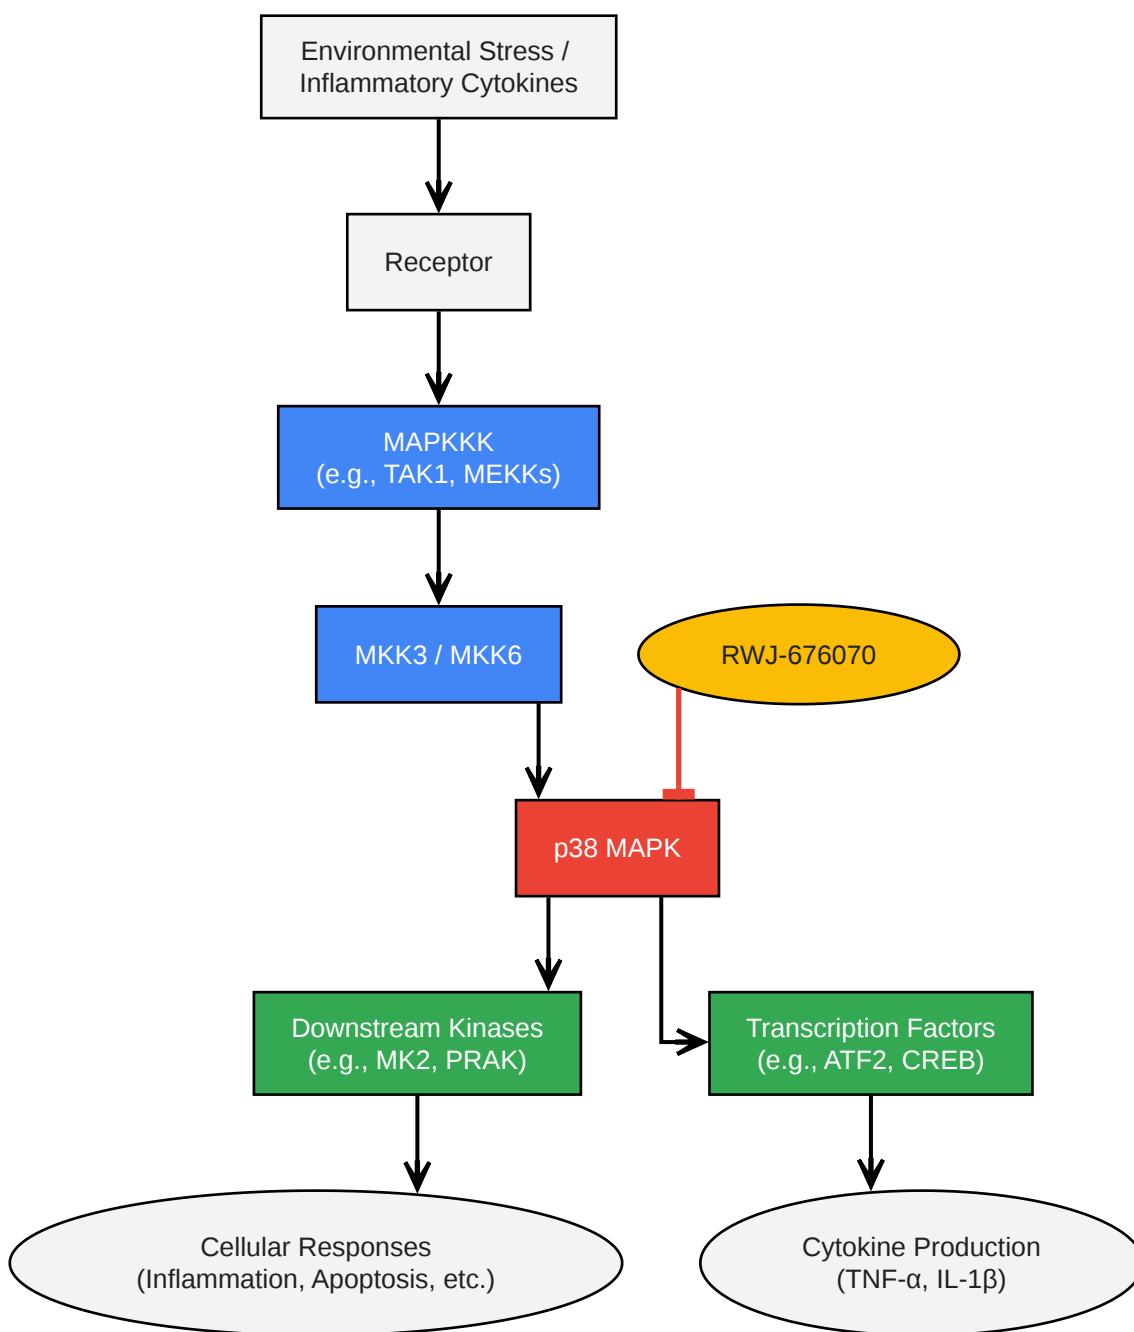 Environmental Stress /
Inflammatory Cytokines
Receptor
MAPKKK
(e.g., TAK1, MEKKs)
MKK3 / MKK6
RWJ-676070
p38 MAPK
Downstream Kinases
(e.g., MK2, PRAK)
Transcription Factors
(e.g., ATF2, CREB)
Cellular Responses
(Inflammation, Apoptosis, etc.)
Cytokine Production
(TNF-α, IL-1β)